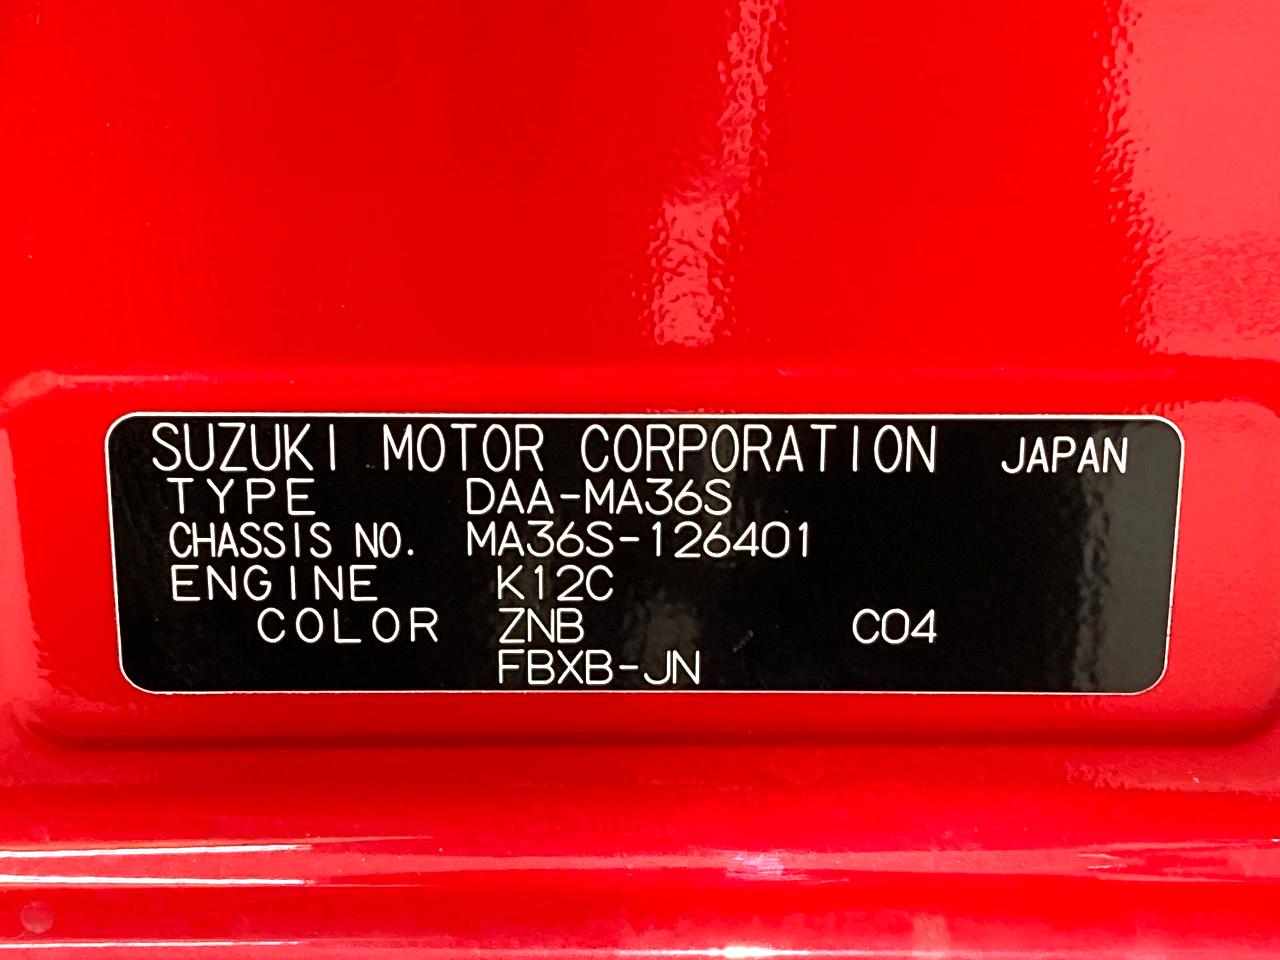 SUZUKI MOTOR CORPORATION JAPAN
TYPE DAA-MA36S
CHASSIS NO. MA36S-126401
ENGINE K12C
COLOR ZNB C04
FBXB-JN